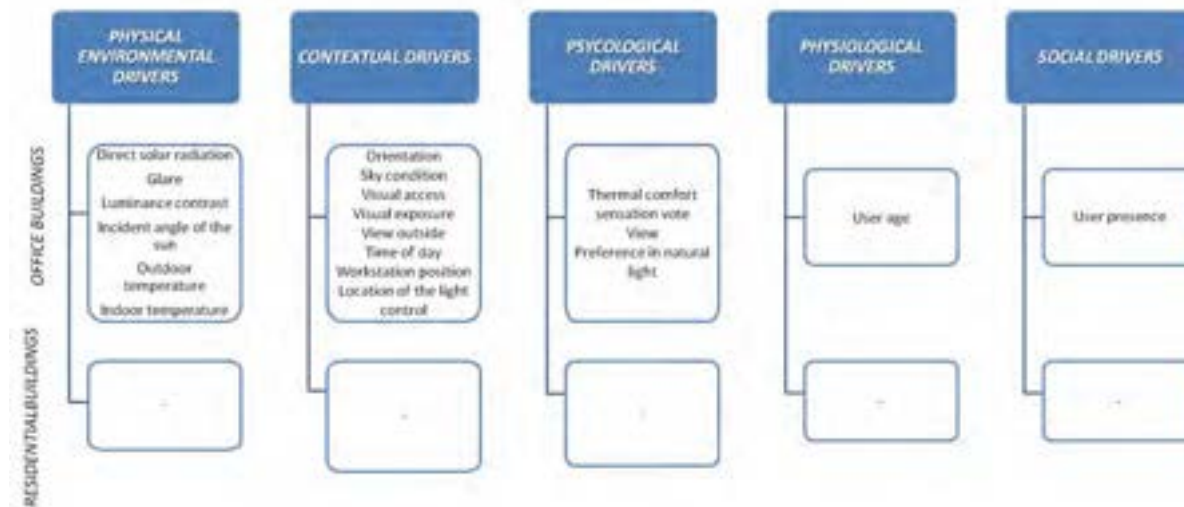 PHYSICAL
ENVIRONMENTAL
DRIVERS
CONTEXTUAL DRIVERS
PSYCOLOGICAL
DRIVERS
PHYSIOLOGICAL
DRIVERS
SOCIAL DRIVERS
OFFICE BUILDINGS
Direct solar radiation
Glare
Luminance contrast
Incident angle of the
sun
Outdoor
temperature
Indoor temperature
Orientation
Sky condition
Visual access
Visual exposure
View outside
Time of day
Workstation position
Location of the light
control
Thermal comfort
sensation vote
View
Preference in natural
light
User age
User presence
RESIDENTIALBUILDINGS
-
-
-
-
-